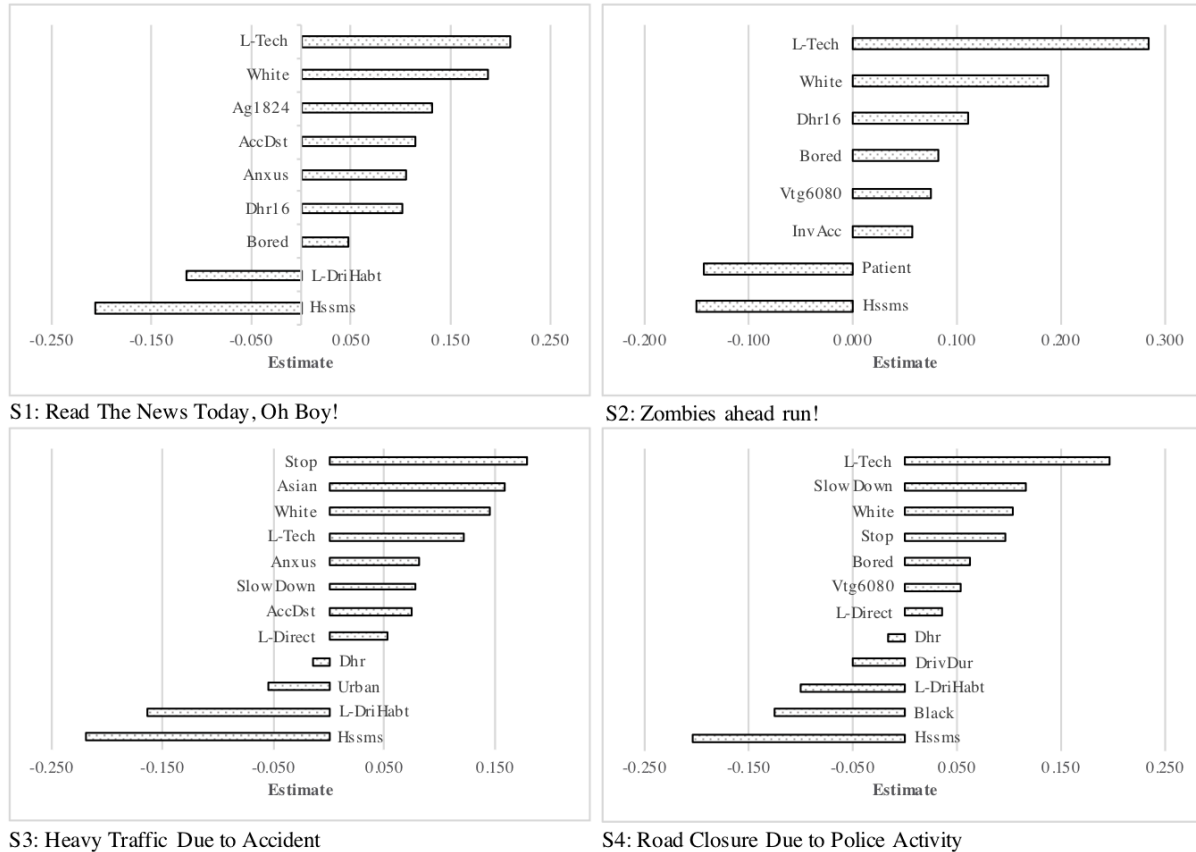 L-Tech
White
Ag1824
AccDst
Anxus
Dhr16
Bored
L-DriHabt
Hssms
-0.250 -0.150 -0.050 0.050 0.150 0.250
Estimate
S1: Read The News Today, Oh Boy!
L-Tech
White
Dhr16
Bored
Vtg6080
InvAcc
Patient
Hssms
-0.200 -0.100 0.000 0.100 0.200 0.300
Estimate
S2: Zombies ahead run!
Stop
Asian
White
L-Tech
Anxus
Slow Down
AccDst
L-Direct
Dhr
Urban
L-DriHabt
Hssms
-0.250 -0.150 -0.050 0.050 0.150
Estimate
S3: Heavy Traffic Due to Accident
L-Tech
Slow Down
White
Stop
Bored
Vtg6080
L-Direct
Dhr
DrivDur
L-DriHabt
Black
Hssms
-0.250 -0.150 -0.050 0.050 0.150 0.250
Estimate
S4: Road Closure Due to Police Activity